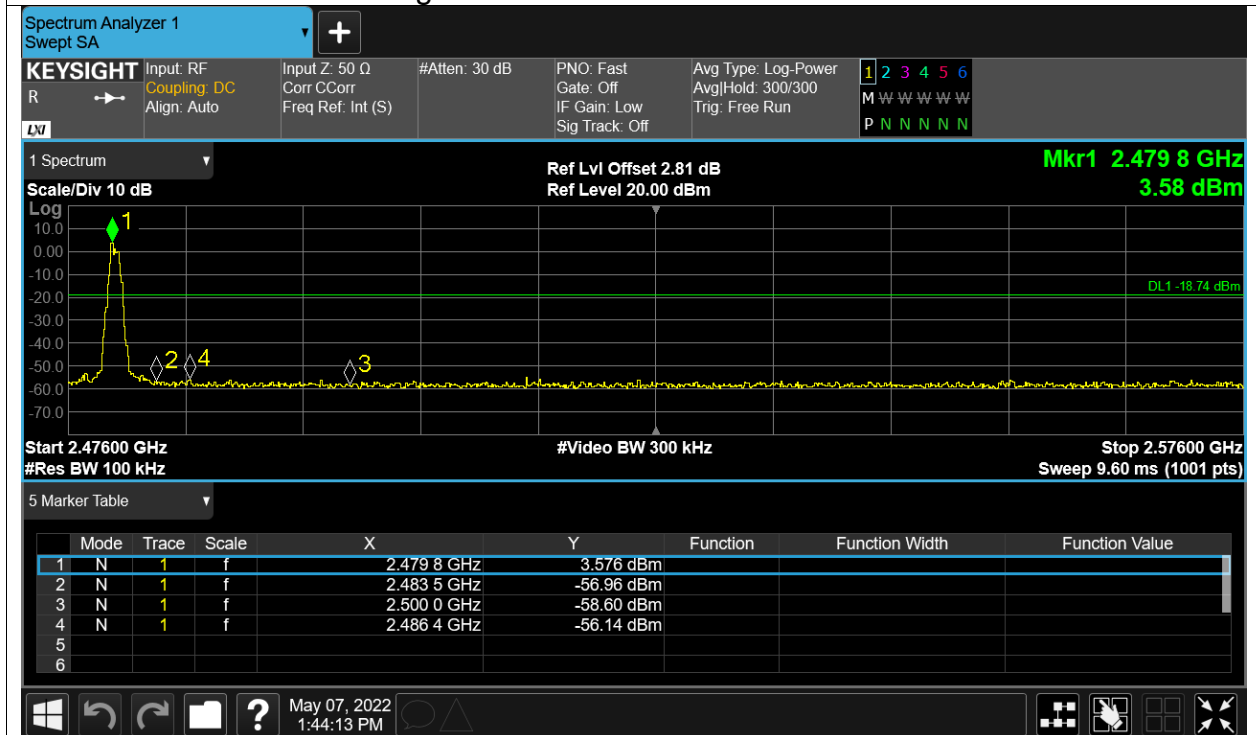 Spectrum Analyzer 1
Swept SA
+
KEYSIGHT Input: RF Input Z: 50 Ω #Atten: 30 dB PNO: Fast Avg Type: Log-Power 1 2 3 4 5 6
R Coupling: DC Corr CCorr Gate: Off Avg|Hold: 300/300 M W W W W W
Align: Auto Freq Ref: Int (S) IF Gain: Low Trig: Free Run P N N N N N
LXI Sig Track: Off
1 Spectrum Ref Lvl Offset 2.81 dB Mkr1 2.479 8 GHz
Scale/Div 10 dB Ref Level 20.00 dBm 3.58 dBm
Log
1
10.0
0.00
-10.0
DL1 -18.74 dBm
-20.0
-30.0
-40.0
2 4 3
-50.0
-60.0
-70.0
Start 2.47600 GHz #Video BW 300 kHz Stop 2.57600 GHz
#Res BW 100 kHz Sweep 9.60 ms (1001 pts)
5 Marker Table
Mode Trace Scale X Y Function Function Width Function Value
1 N 1 f 2.479 8 GHz 3.576 dBm
2 N 1 f 2.483 5 GHz -56.96 dBm
3 N 1 f 2.500 0 GHz -58.60 dBm
4 N 1 f 2.486 4 GHz -56.14 dBm
5
6
? May 07, 2022
1:44:13 PM